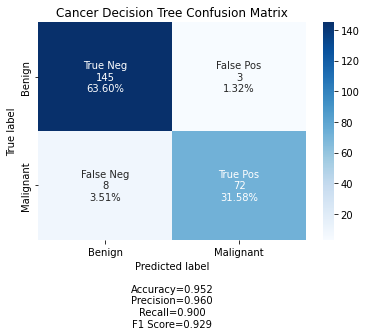 Cancer Decision Tree Confusion Matrix
True label
Benign
Malignant
True Neg
145
63.60%
False Pos
3
1.32%
False Neg
8
3.51%
True Pos
72
31.58%
140
120
100
80
60
40
20
Benign
Malignant
Predicted label
Accuracy=0.952
Precision=0.960
Recall=0.900
F1 Score=0.929